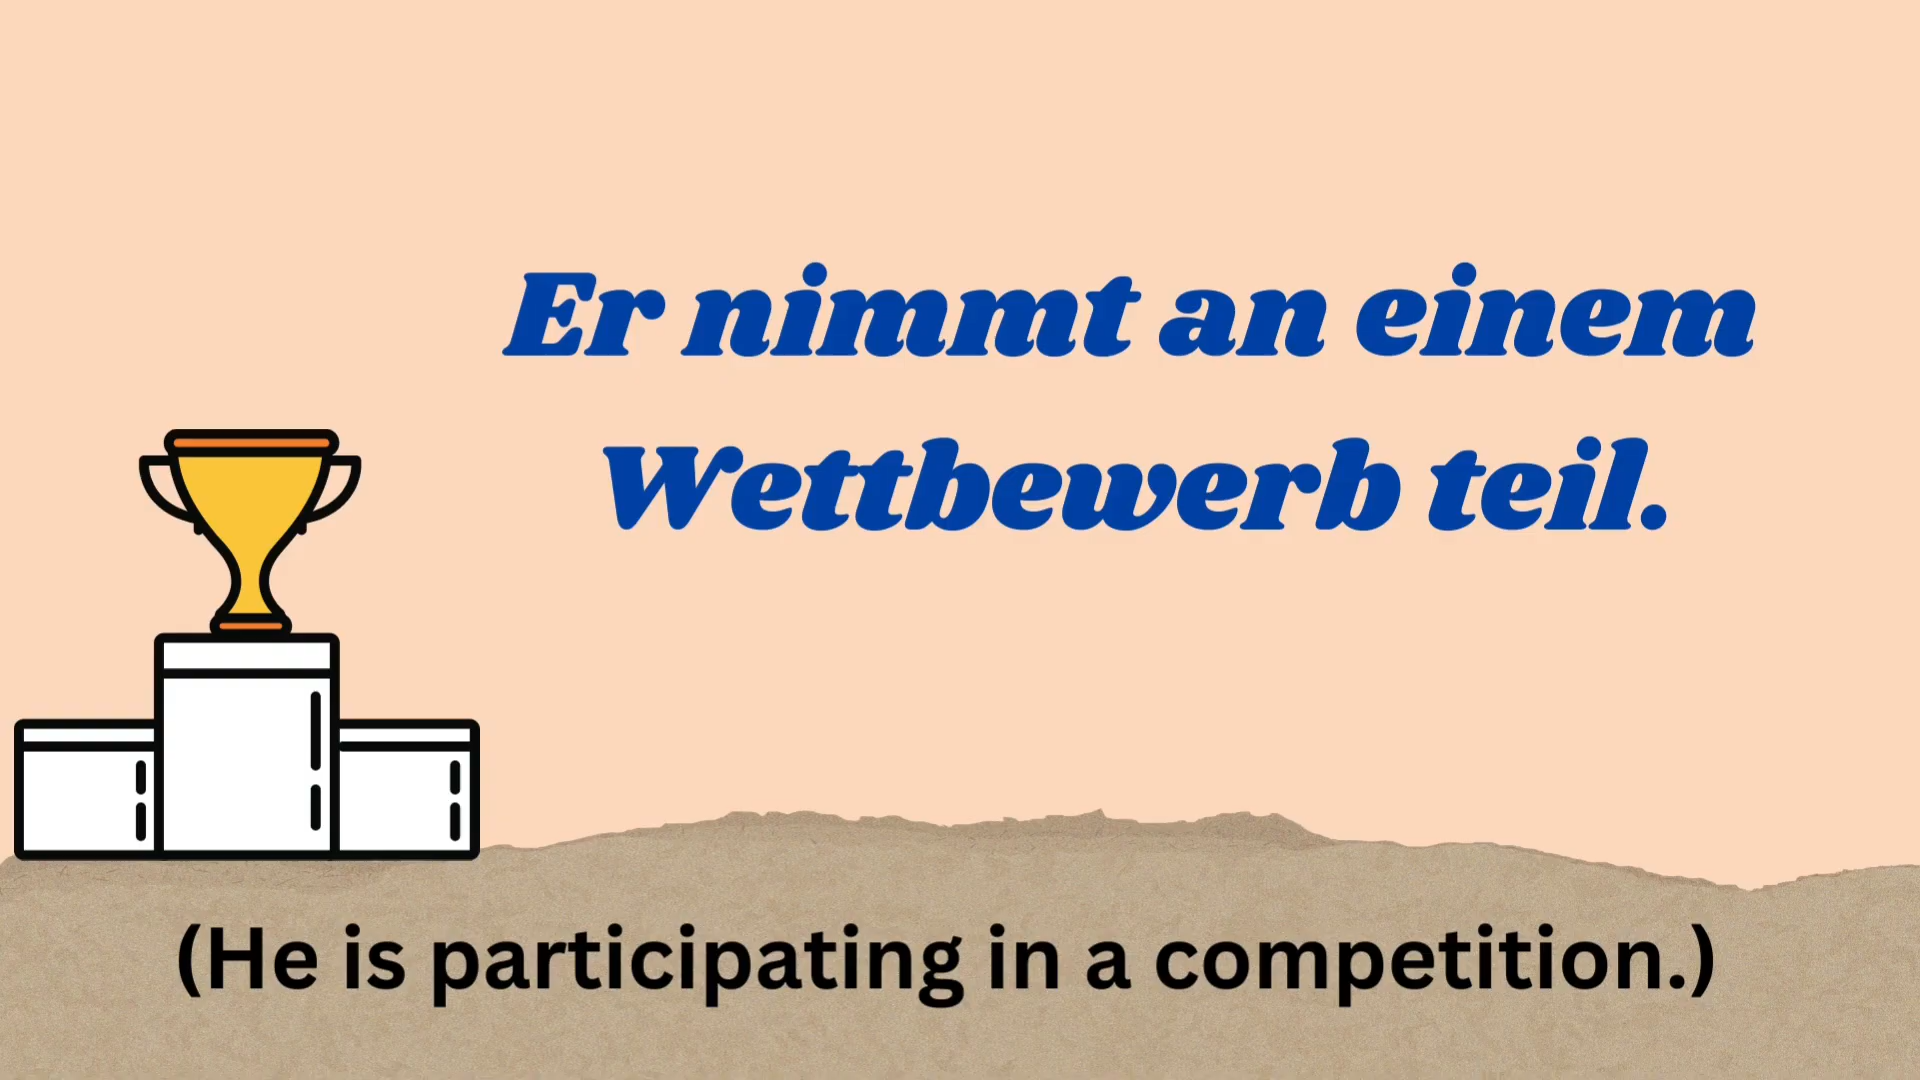 Er nimmt an einem
Wettbewerb teil.
(He is participating in a competition.)